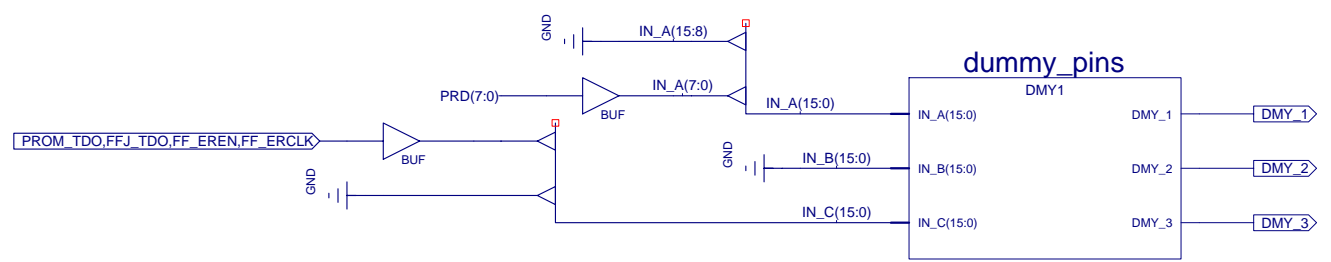 GND
IN_A(15:8)
dummy_pins
DMY1
PRD(7:0)
BUF
IN_A(7:0)
IN_A(15:0)
IN_A(15:0)
DMY_1
DMY_1
PROM_TDO,FFJ_TDO,FF_EREN,FF_ERCLK
BUF
GND
IN_B(15:0)
IN_B(15:0)
DMY_2
DMY_2
GND
IN_C(15:0)
IN_C(15:0)
DMY_3
DMY_3